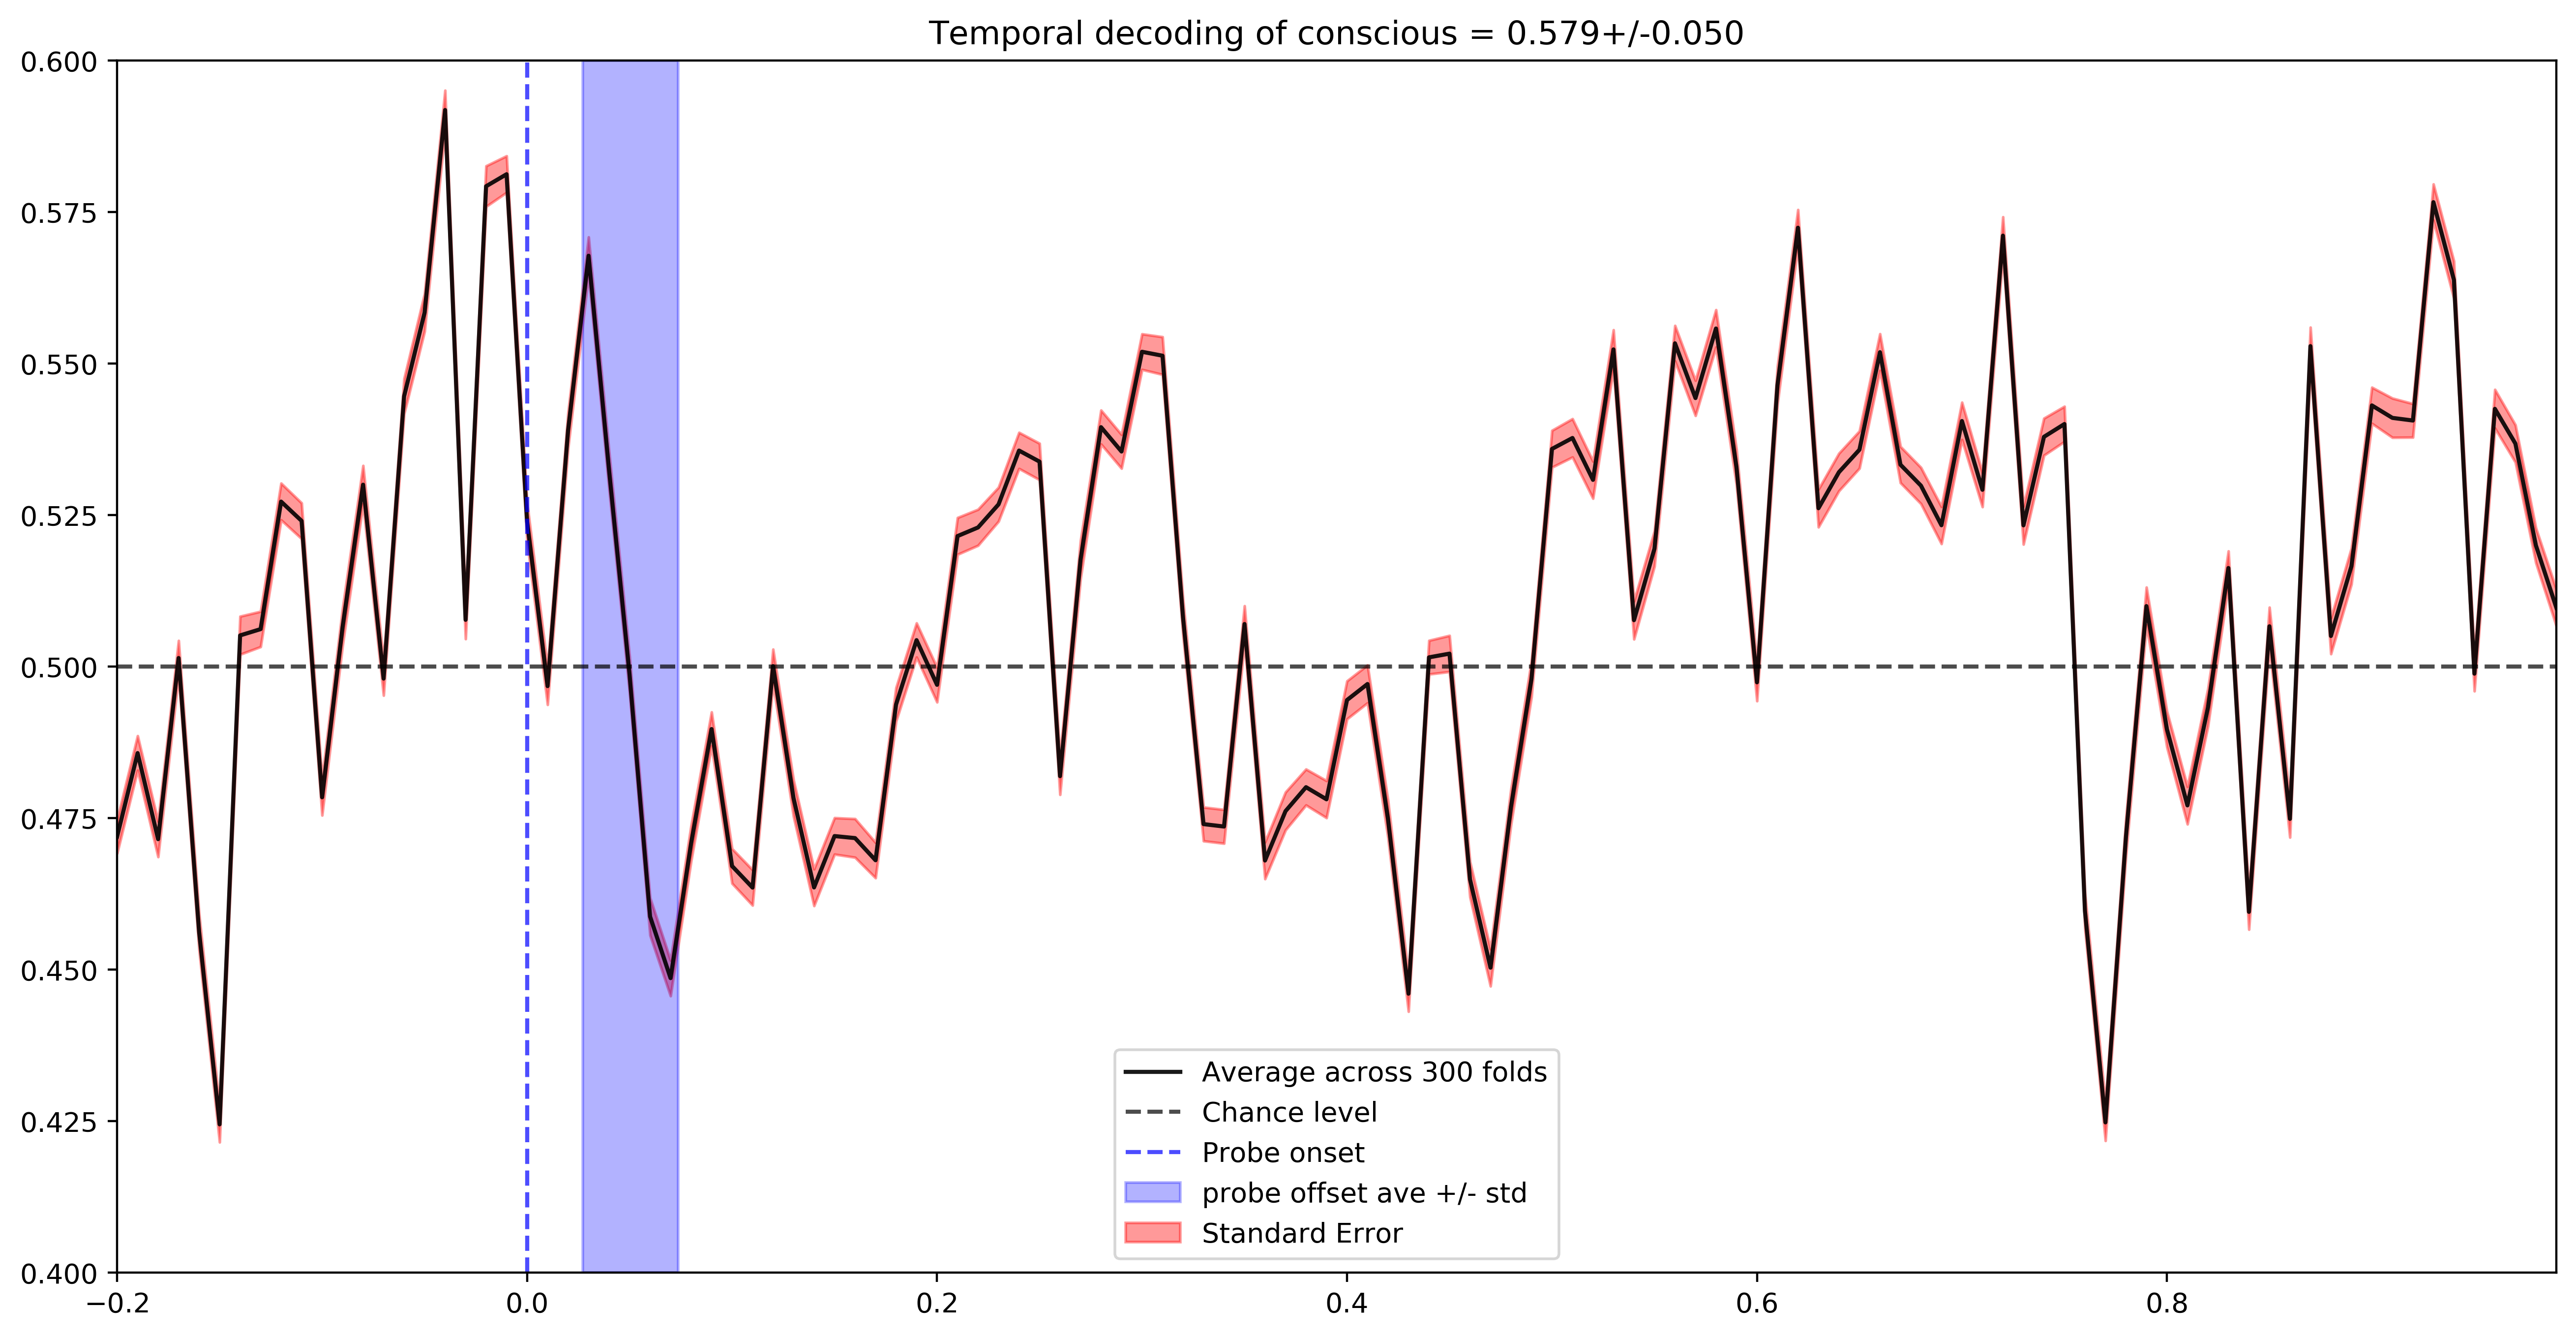 Temporal decoding of conscious = 0.579+/-0.050
0.600
0.575
0.550
0.525
0.500
0.475
0.450
0.425
0.400
−0.2
0.0
0.2
0.4
0.6
0.8
Average across 300 folds
Chance level
Probe onset
probe offset ave +/- std
Standard Error